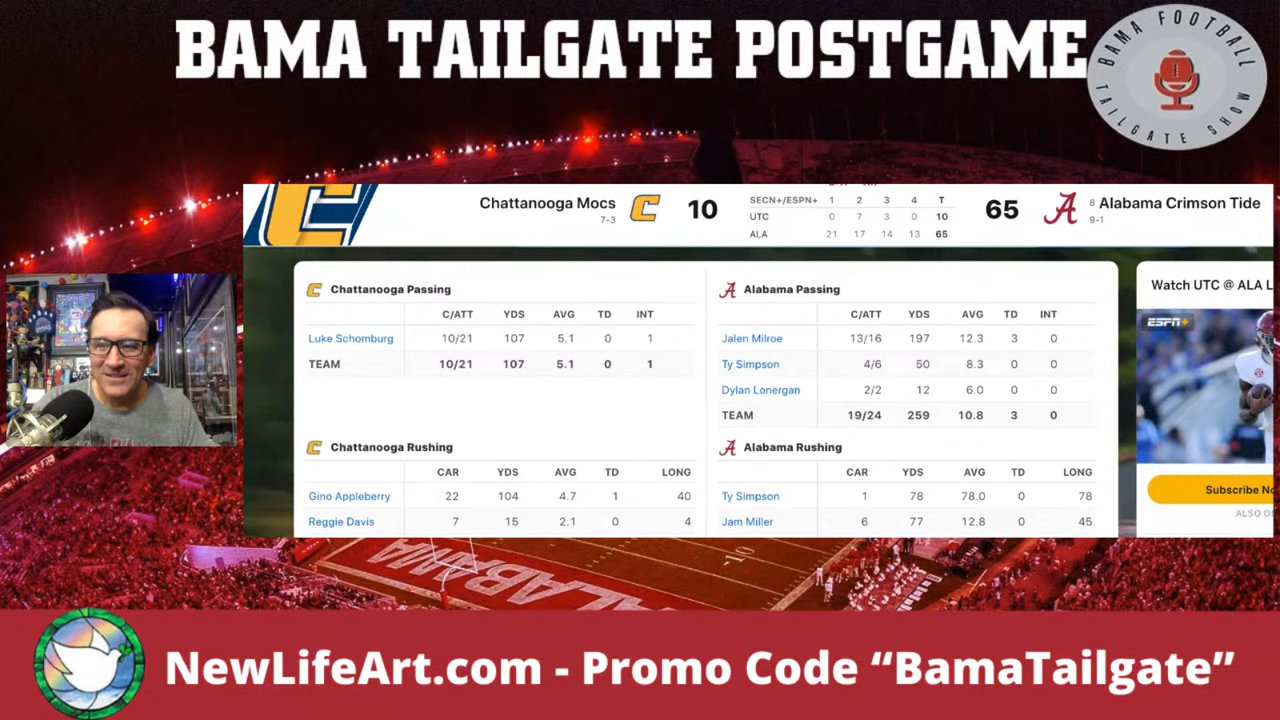 BAMA TAILGATE POSTGAME
BAMA FOOTBALL
TAILGATE SHOW
Chattanooga Mocs
7-3
10
SECN+/ESPN+ 1 2 3 4 T
UTC 0 7 3 0 10
ALA 21 17 14 13 65
65
8 Alabama Crimson Tide
9-1
Chattanooga Passing
C/ATT YDS AVG TD INT
Luke Schomburg 10/21 107 5.1 0 1
TEAM 10/21 107 5.1 0 1
Alabama Passing
C/ATT YDS AVG TD INT
Jalen Milroe 13/16 197 12.3 3 0
Ty Simpson 4/6 50 8.3 0 0
Dylan Lonergan 2/2 12 6.0 0 0
TEAM 19/24 259 10.8 3 0
Chattanooga Rushing
CAR YDS AVG TD LONG
Gino Appleberry 22 104 4.7 1 40
Reggie Davis 7 15 2.1 0 4
Alabama Rushing
CAR YDS AVG TD LONG
Ty Simpson 1 78 78.0 0 78
Jam Miller 6 77 12.8 0 45
Watch UTC @ ALA L
ESPN+
Subscribe No
ALSO O
ALABAMA
NewLifeArt.com - Promo Code “BamaTailgate”